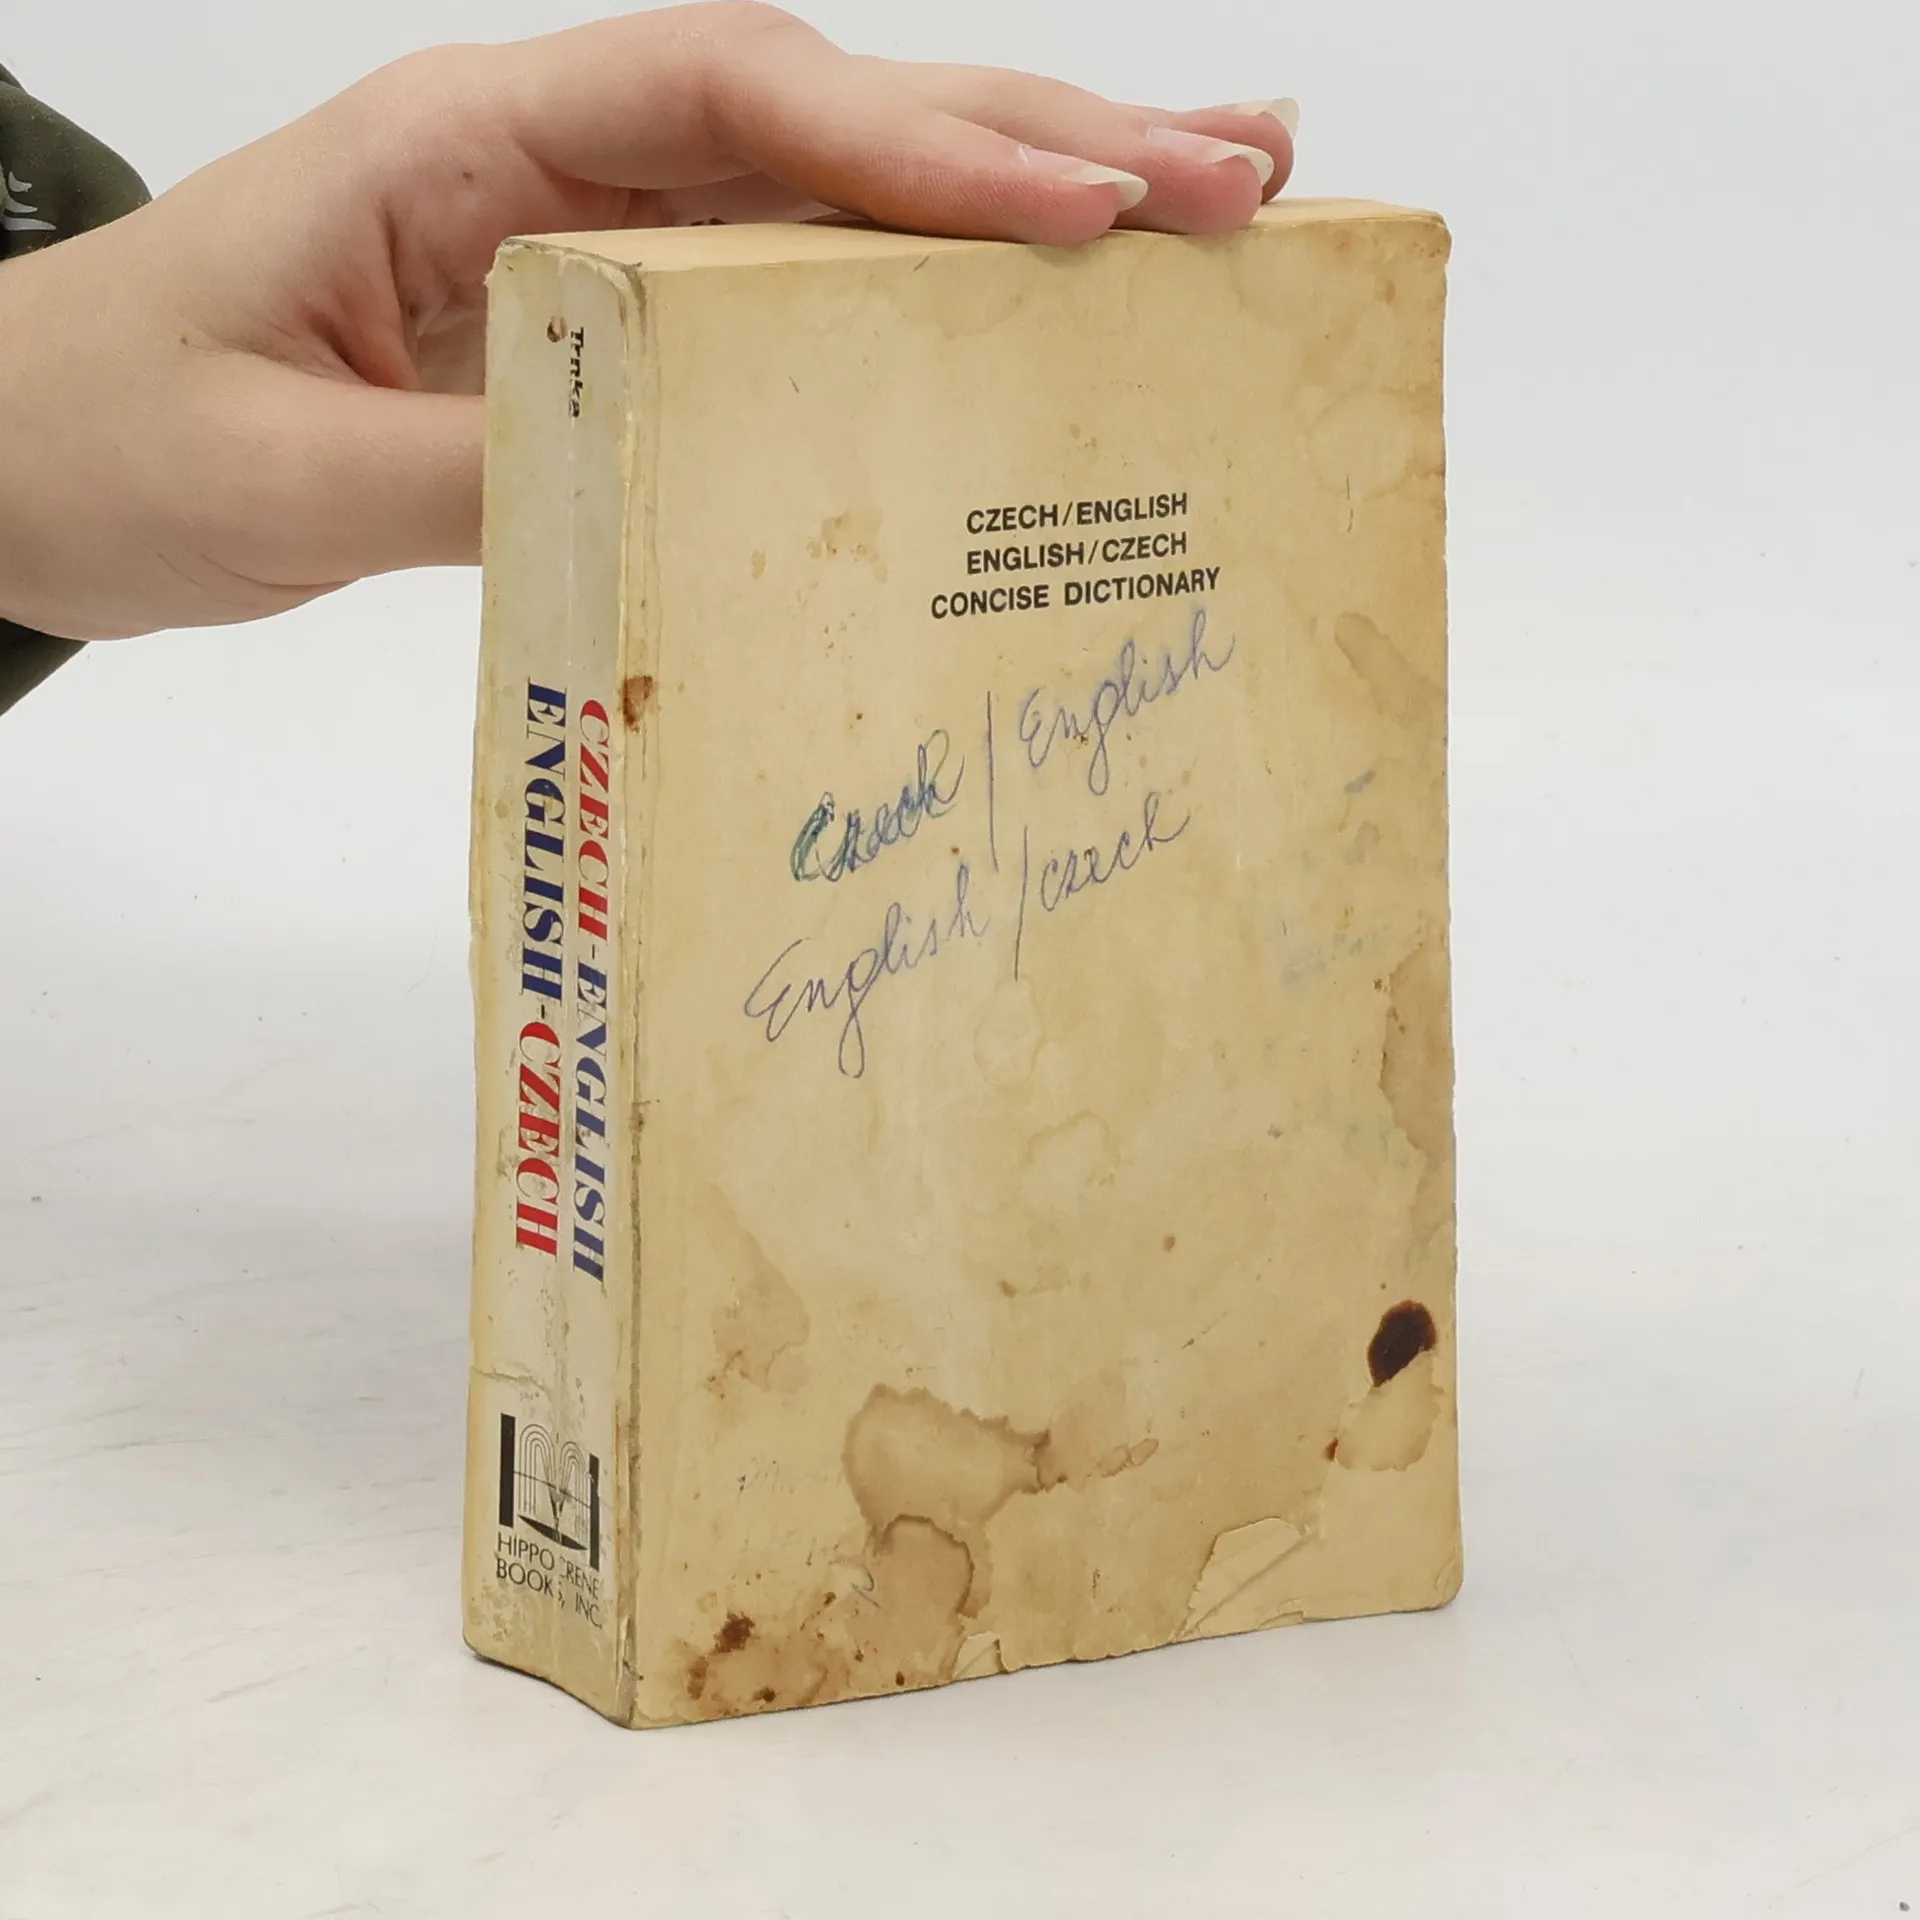 Trnka
CZECH-ENGLISH
ENGLISH-CZECH
HIPPOCRENE
BOOKS, INC.
CZECH/ENGLISH
ENGLISH/CZECH
CONCISE DICTIONARY
Czech/English
English/czech